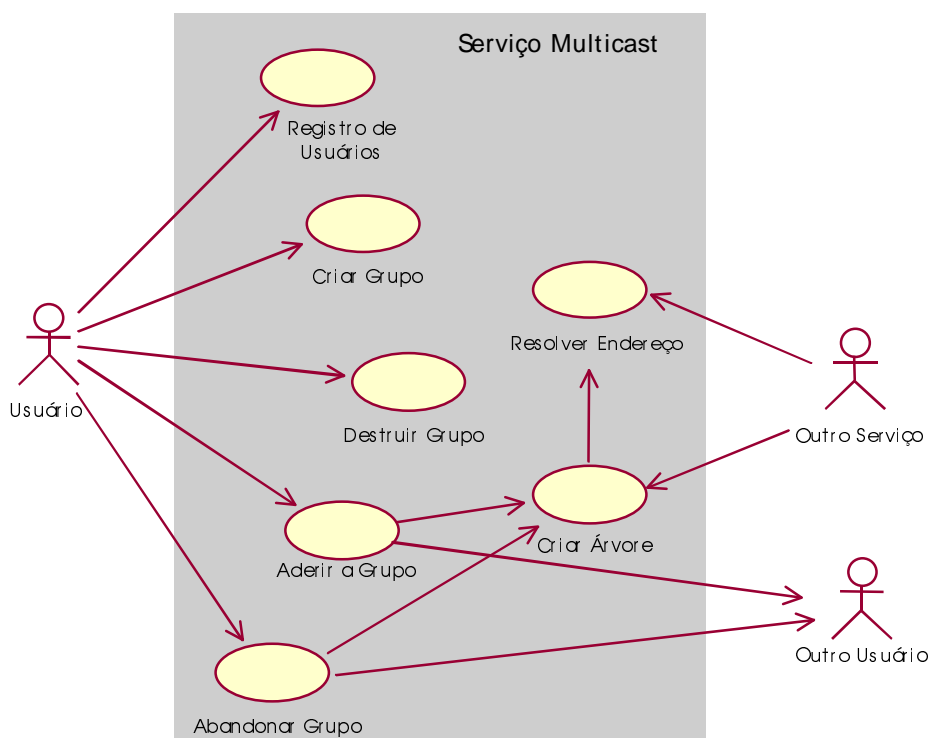 Serviço Multicast
Registro de
Usuários
Criar Grupo
Resolver Endereço
Usuário
Destruir Grupo
Outro Serviço
Criar Árvore
Aderir a Grupo
Outro Usuário
Abandonar Grupo